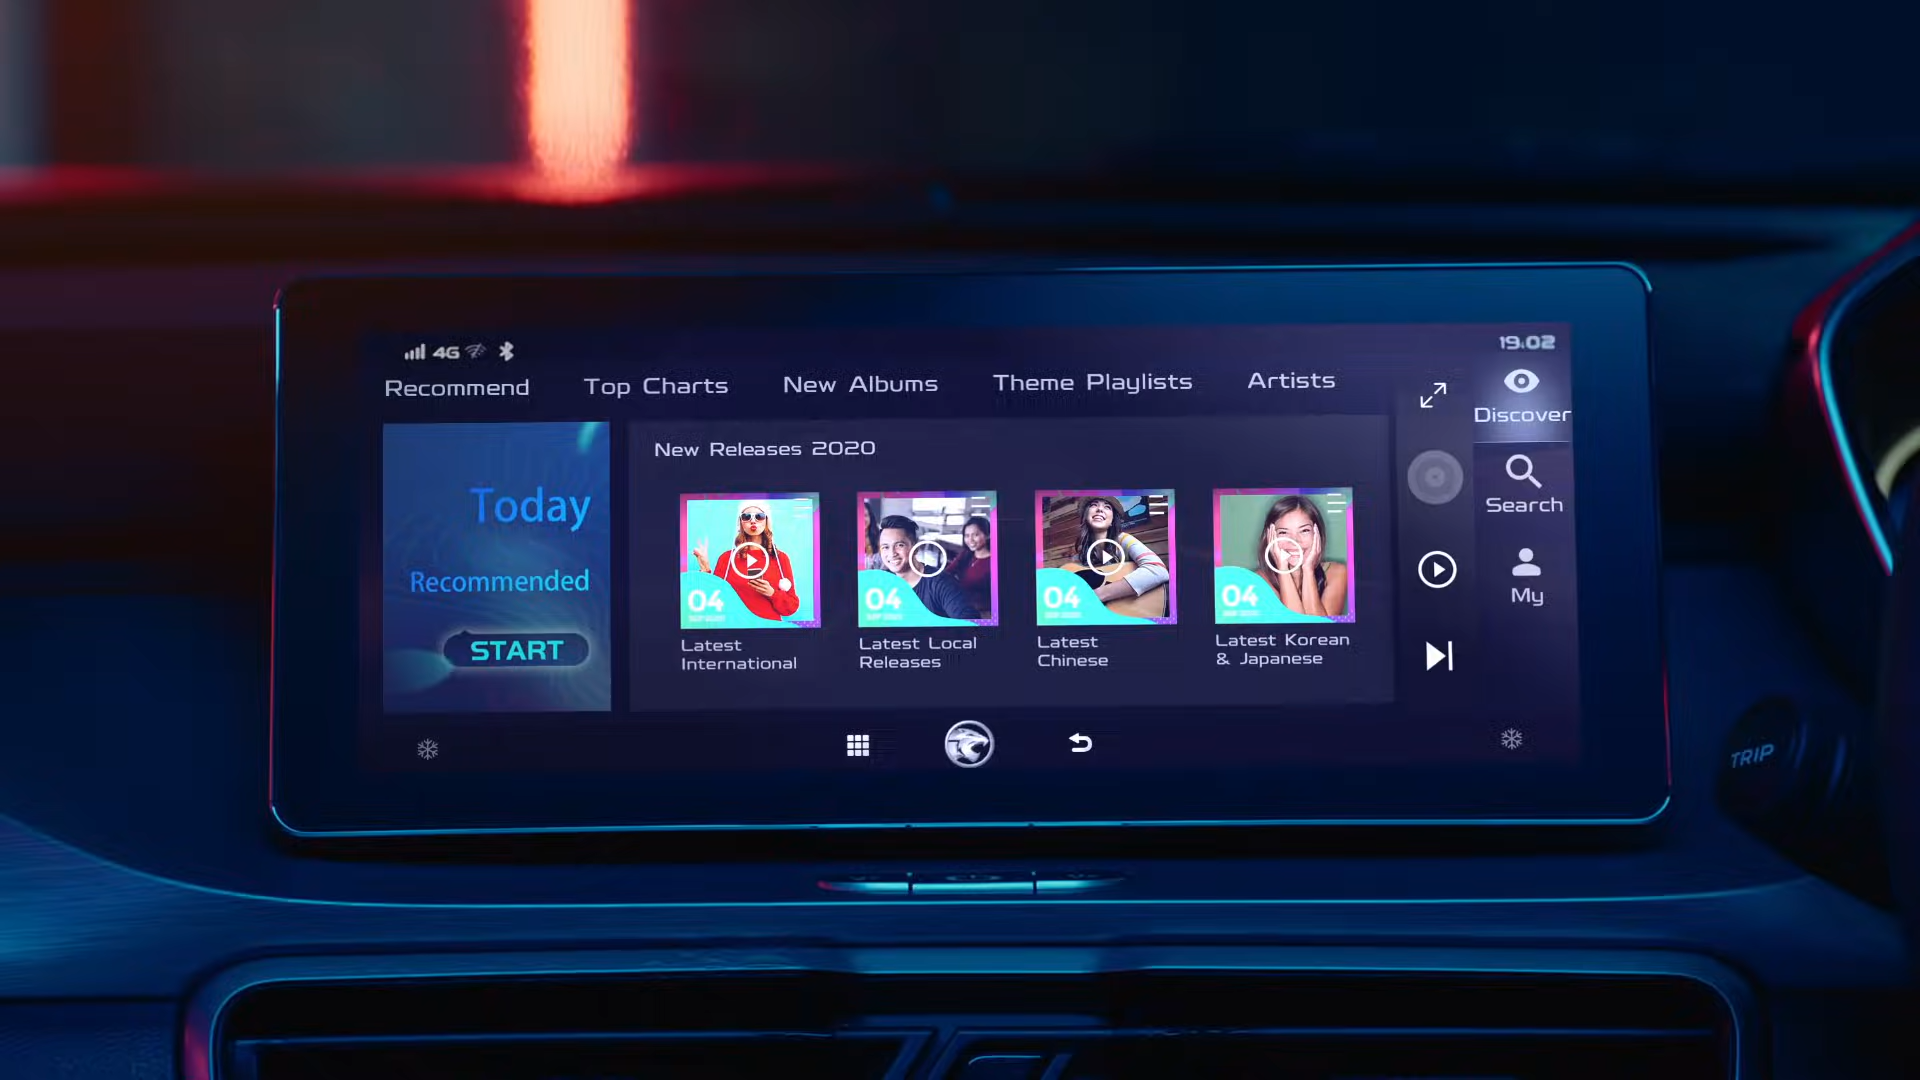 4G
19:02
Recommend
Top Charts
New Albums
Theme Playlists
Artists
Discover
Today
Recommended
START
New Releases 2020
04
04
04
04
Latest
International
Latest Local
Releases
Latest
Chinese
Latest Korean
& Japanese
Search
My
TRIP